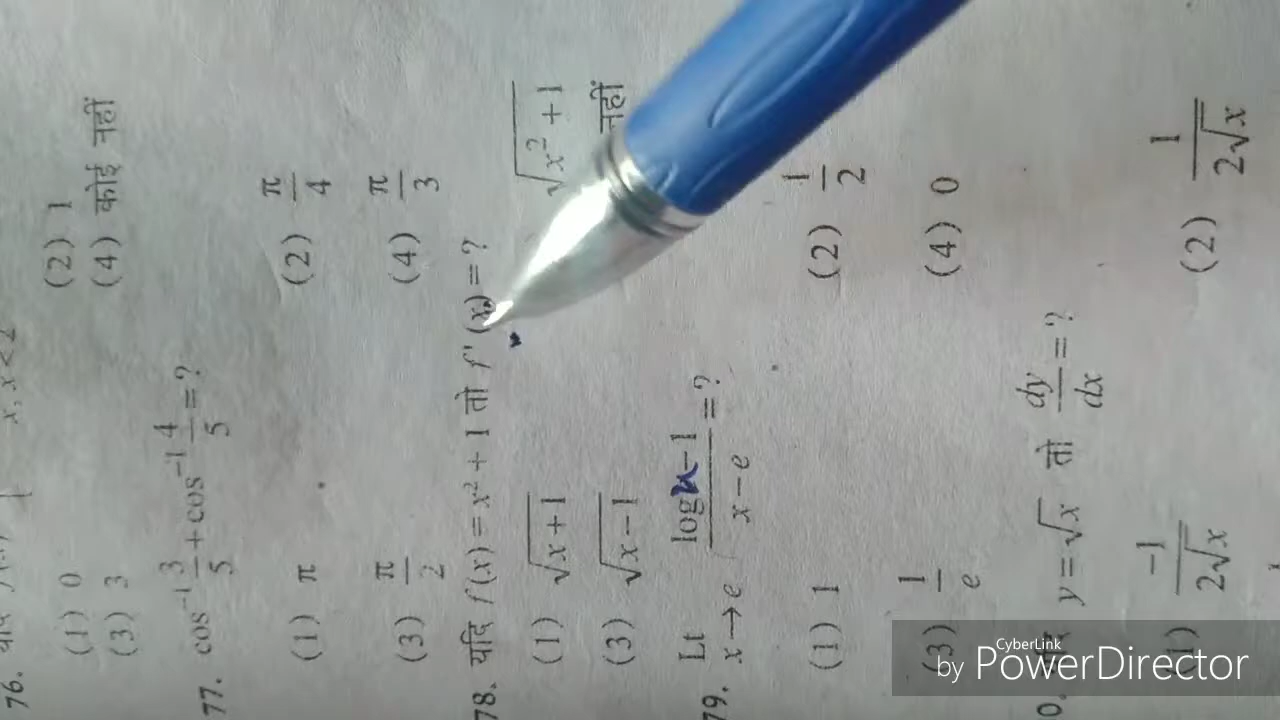 76.
(1) 0 (2) 1
(3) 3 (4) कोई नहीं
77. cos⁻¹ 3/5 + cos⁻¹ 4/5 = ?
(1) π (2) π/4
(3) π/2 (4) π/3
78. यदि f(x) = x² + 1 तो f'(x) = ?
(1) √(x+1) √(x² + 1)
(3) √(x−1) नहीं
79. Lt x→e (log x−1)/(x−e) = ?
(1) 1 (2) 1/2
(3) 1/e (4) 0
y = √x तो dy/dx = ?
(1) −1/(2√x) (2) 1/(2√x)
CyberLink
by PowerDirector